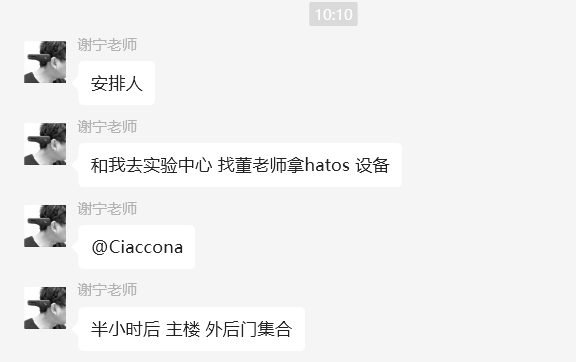 10:10
谢宁老师
安排人
谢宁老师
和我去实验中心 找董老师拿hatos 设备
谢宁老师
@Ciaccona
谢宁老师
半小时后 主楼 外后门集合